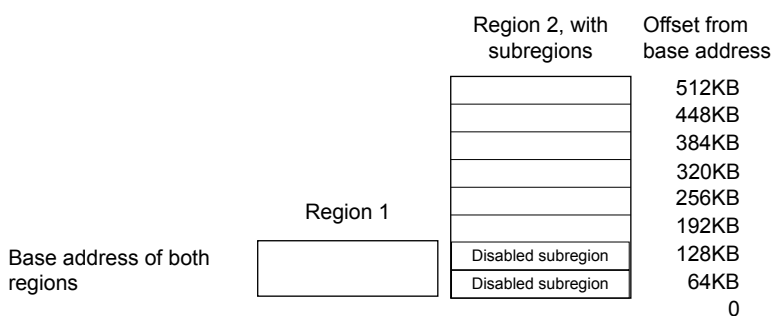 Region 2, with
subregions
Offset from
base address
512KB
448KB
384KB
320KB
256KB
192KB
Region 1
Base address of both
regions
Disabled subregion
128KB
Disabled subregion
64KB
0